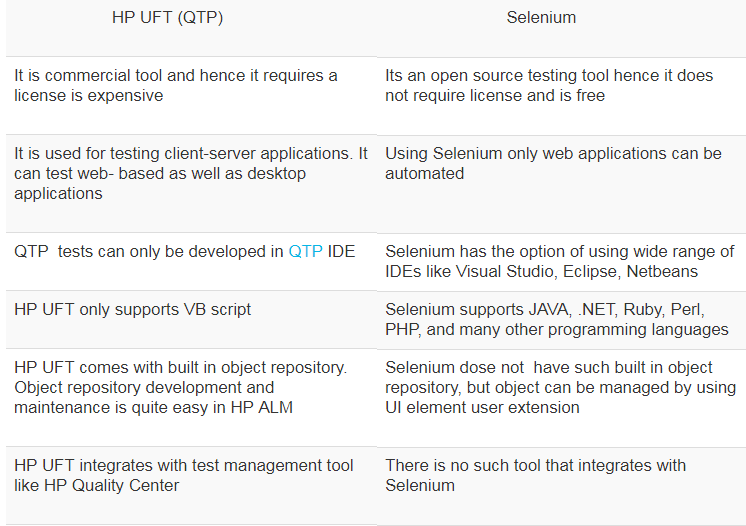 HP UFT (QTP)
Selenium
It is commercial tool and hence it requires a
license is expensive
Its an open source testing tool hence it does
not require license and is free
It is used for testing client-server applications. It
can test web- based as well as desktop
applications
Using Selenium only web applications can be
automated
QTP  tests can only be developed in QTP IDE
Selenium has the option of using wide range of
IDEs like Visual Studio, Eclipse, Netbeans
HP UFT only supports VB script
Selenium supports JAVA, .NET, Ruby, Perl,
PHP, and many other programming languages
HP UFT comes with built in object repository.
Object repository development and
maintenance is quite easy in HP ALM
Selenium dose not  have such built in object
repository, but object can be managed by using
UI element user extension
HP UFT integrates with test management tool
like HP Quality Center
There is no such tool that integrates with
Selenium